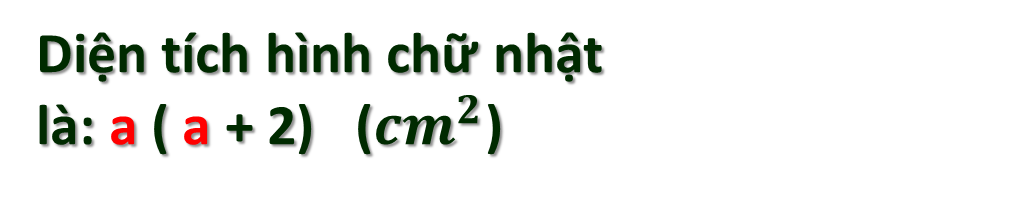 Diện tích hình chữ nhật
là: a ( a + 2) (cm²)